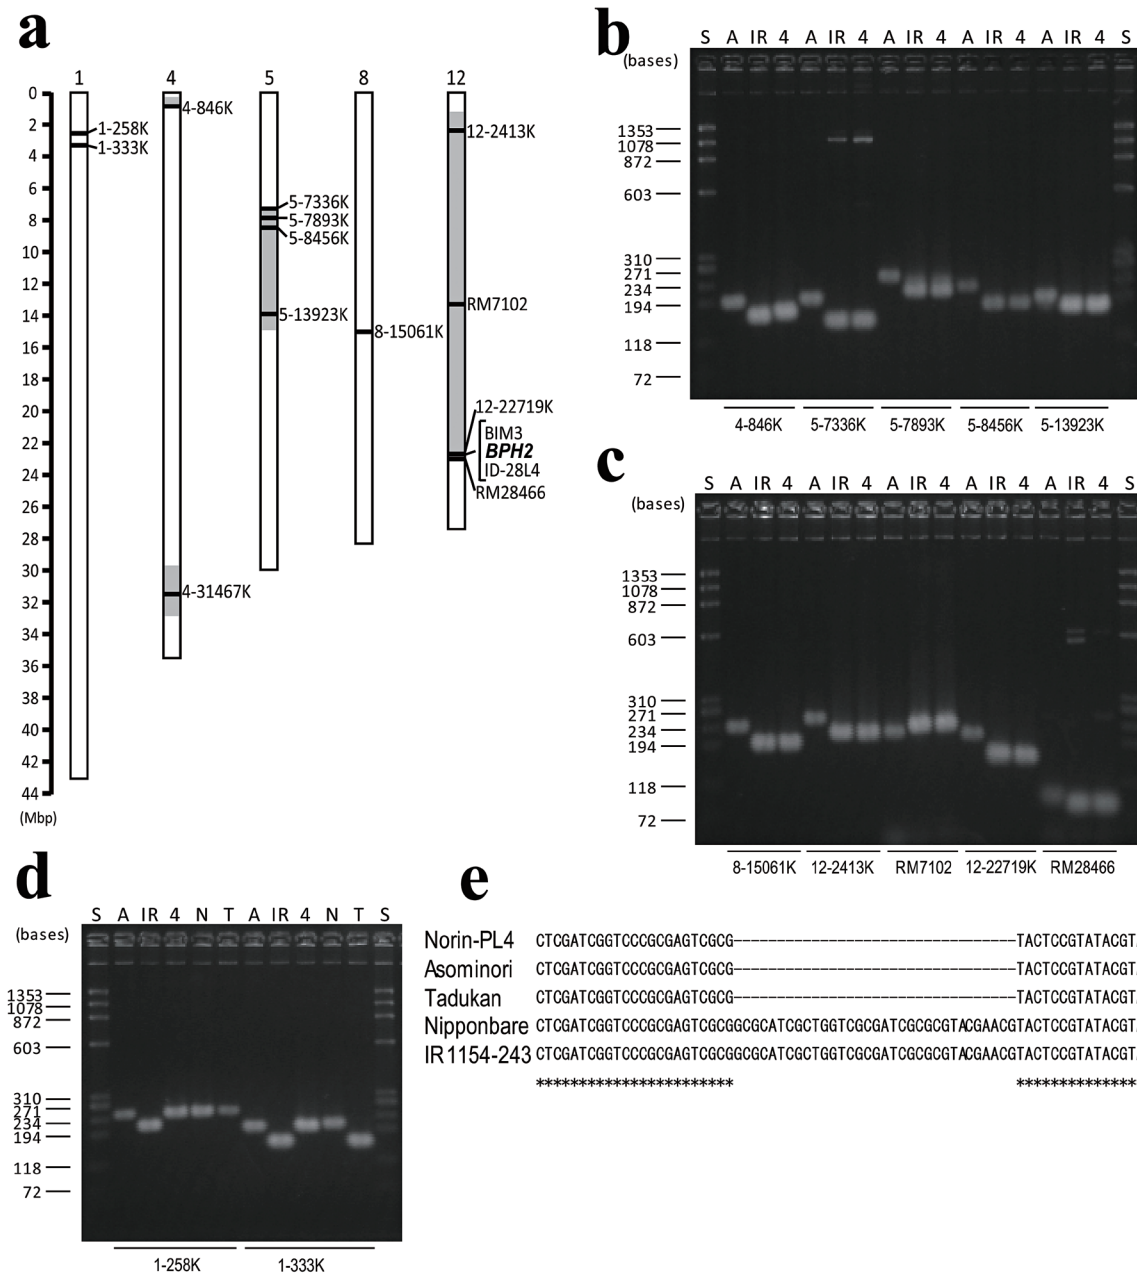 a
1 4 5 8 12
0
2
4
6
8
10
12
14
16
18
20
22
24
26
28
30
32
34
36
38
40
42
44
(Mbp)
1-258K
1-333K
4-846K
4-31467K
5-7336K
5-7893K
5-8456K
5-13923K
8-15061K
12-2413K
RM7102
12-22719K
BIM3
BPH2
ID-28L4
RM28466
b
S A IR 4 A IR 4 A IR 4 A IR 4 A IR 4 S
(bases)
1353
1078
872
603
310
271
234
194
118
72
4-846K 5-7336K 5-7893K 5-8456K 5-13923K
c
S A IR 4 A IR 4 A IR 4 A IR 4 A IR 4 S
(bases)
1353
1078
872
603
310
271
234
194
118
72
8-15061K 12-2413K RM7102 12-22719K RM28466
d
S A IR 4 N T A IR 4 N T S
(bases)
1353
1078
872
603
310
271
234
194
118
72
1-258K 1-333K
e
Norin-PL4 CTCGATCGGTCCCGCGAGTCGCG---------------------------------TACTCCGTATACGT
Asominori CTCGATCGGTCCCGCGAGTCGCG---------------------------------TACTCCGTATACGT
Tadukan CTCGATCGGTCCCGCGAGTCGCG---------------------------------TACTCCGTATACGT
Nipponbare CTCGATCGGTCCCGCGAGTCGCGGCGCATCGCTGGTCGCGATCGCGCGTACGAACGTACTCCGTATACGT
IR1154-243 CTCGATCGGTCCCGCGAGTCGCGGCGCATCGCTGGTCGCGATCGCGCGTACGAACGTACTCCGTATACGT
*********************** **************